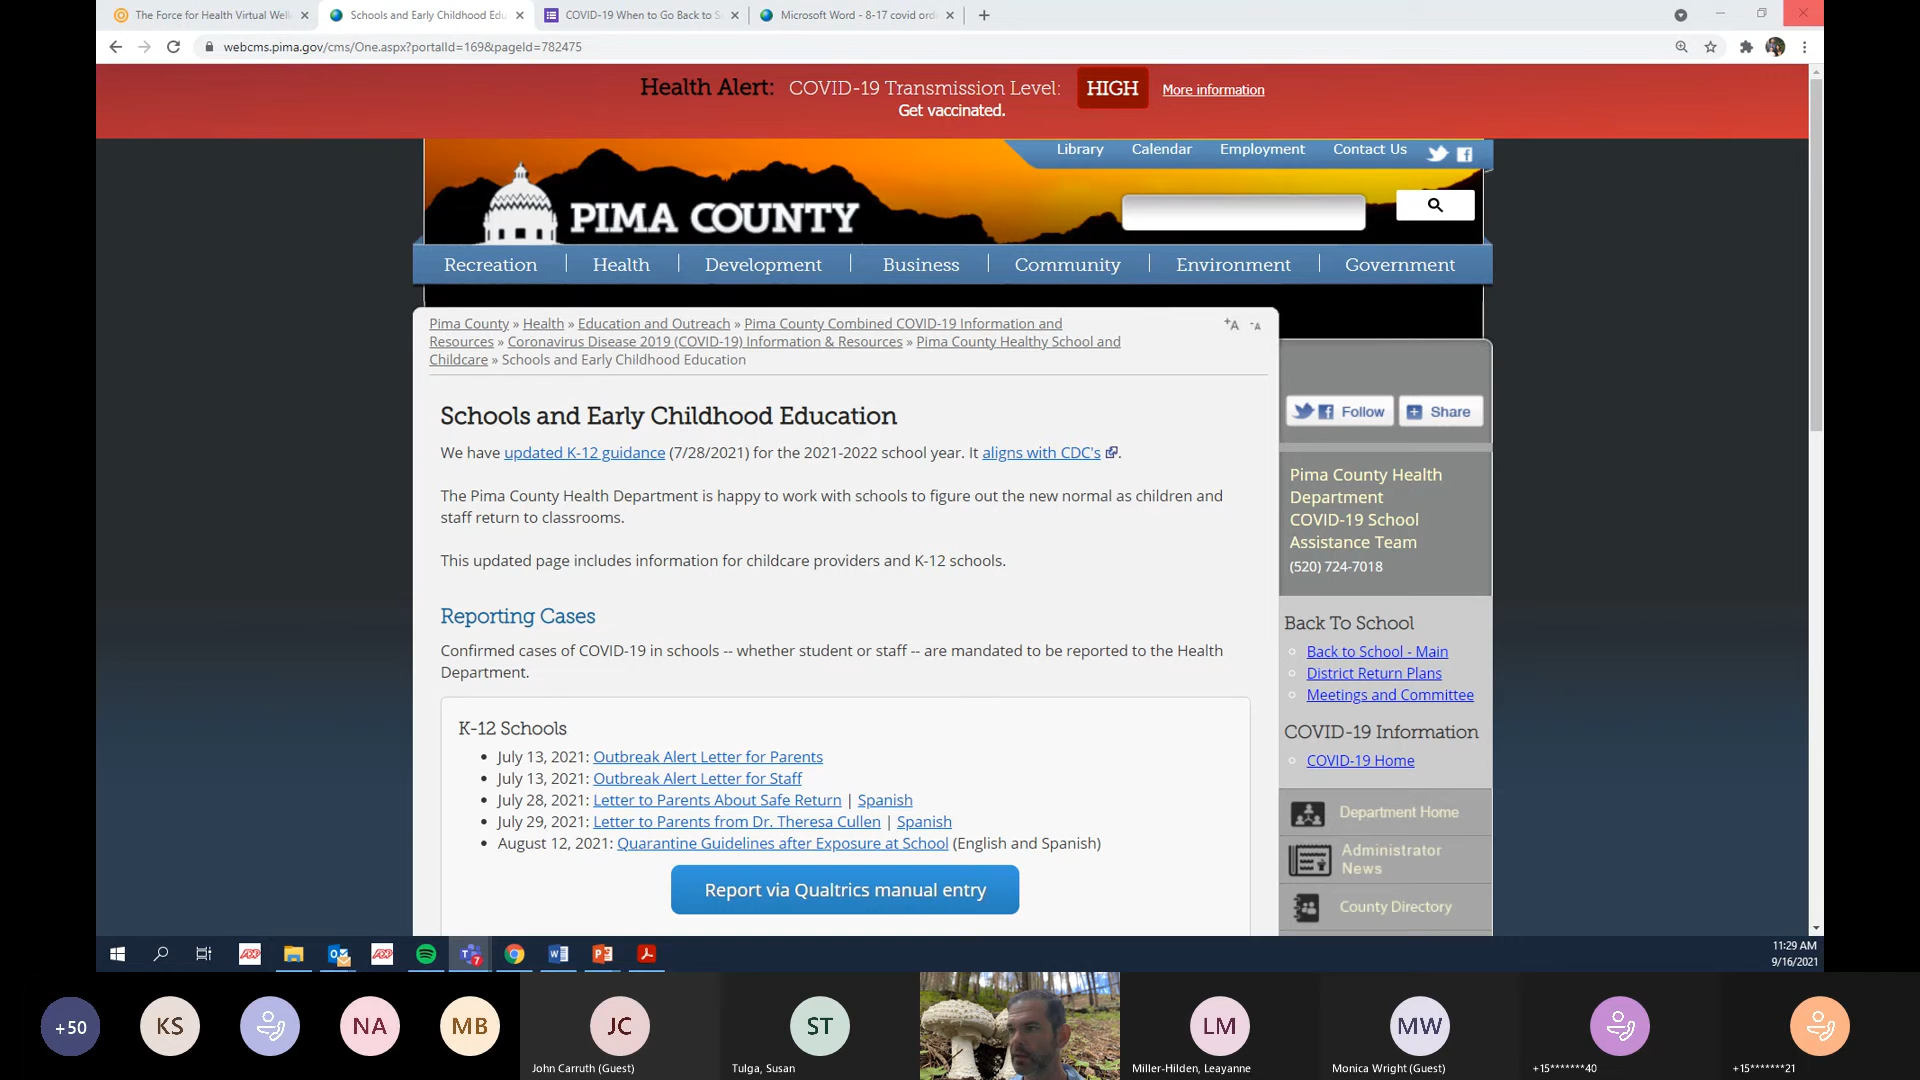 The Force for Health Virtual Well
Schools and Early Childhood Edu
COVID-19 When to Go Back to S
Microsoft Word - 8-17 covid ord
webcms.pima.gov/cms/One.aspx?portalId=169&pageId=782475
Health Alert: COVID-19 Transmission Level: HIGH More information
Get vaccinated.
Library Calendar Employment Contact Us
PIMA COUNTY
Recreation Health Development Business Community Environment Government
Pima County » Health » Education and Outreach » Pima County Combined COVID-19 Information and
Resources » Coronavirus Disease 2019 (COVID-19) Information & Resources » Pima County Healthy School and
Childcare » Schools and Early Childhood Education
+A -A
Schools and Early Childhood Education
We have updated K-12 guidance (7/28/2021) for the 2021-2022 school year. It aligns with CDC's.
The Pima County Health Department is happy to work with schools to figure out the new normal as children and
staff return to classrooms.
This updated page includes information for childcare providers and K-12 schools.
Reporting Cases
Confirmed cases of COVID-19 in schools -- whether student or staff -- are mandated to be reported to the Health
Department.
K-12 Schools
• July 13, 2021: Outbreak Alert Letter for Parents
• July 13, 2021: Outbreak Alert Letter for Staff
• July 28, 2021: Letter to Parents About Safe Return | Spanish
• July 29, 2021: Letter to Parents from Dr. Theresa Cullen | Spanish
• August 12, 2021: Quarantine Guidelines after Exposure at School (English and Spanish)
Report via Qualtrics manual entry
Follow Share
Pima County Health
Department
COVID-19 School
Assistance Team
(520) 724-7018
Back To School
Back to School - Main
District Return Plans
Meetings and Committee
COVID-19 Information
COVID-19 Home
Department Home
Administrator
News
County Directory
ADP
ADP
7
11:29 AM
9/16/2021
+50
KS
NA
MB
JC
John Carruth (Guest)
ST
Tulga, Susan
LM
Miller-Hilden, Leayanne
MW
Monica Wright (Guest)
+15*******40
+15*******21